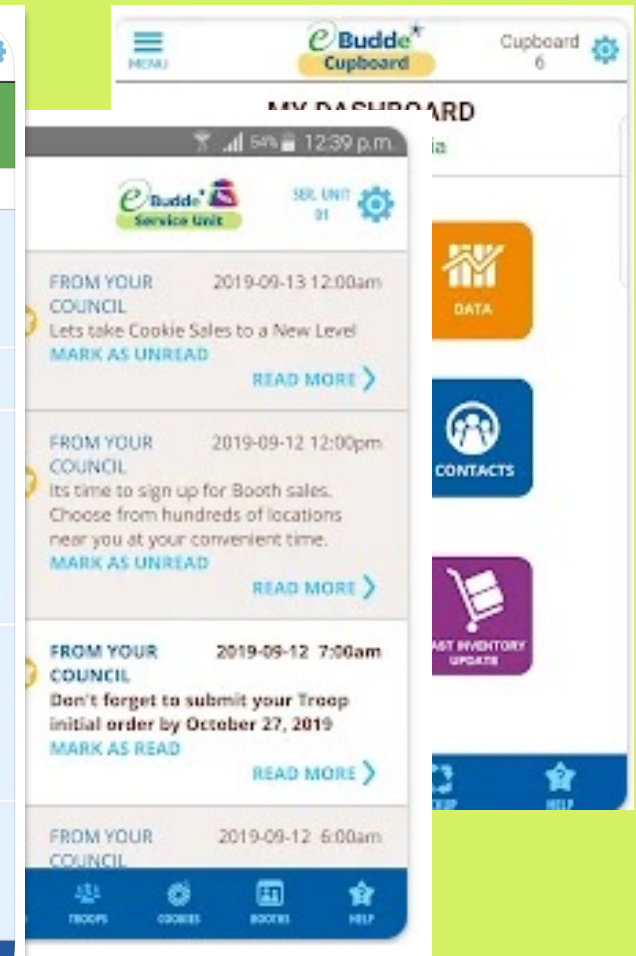 MENU
eBudde
Cupboard
Cupboard
6
MY DASHBOARD
DATA
CONTACTS
INVENTORY
UPDATE
HELP
54% 12:39 p.m.
eBudde
Service Unit
SER. UNIT
01
FROM YOUR COUNCIL 2019-09-13 12:00am
Lets take Cookie Sales to a New Level
MARK AS UNREAD
READ MORE
FROM YOUR COUNCIL 2019-09-12 12:00pm
Its time to sign up for Booth sales.
Choose from hundreds of locations
near you at your convenient time.
MARK AS UNREAD
READ MORE
FROM YOUR COUNCIL 2019-09-12 7:00am
Don't forget to submit your Troop
initial order by October 27, 2019
MARK AS READ
READ MORE
FROM YOUR COUNCIL 2019-09-12 6:00am
TROOPS COOKIES BOOTHS HELP